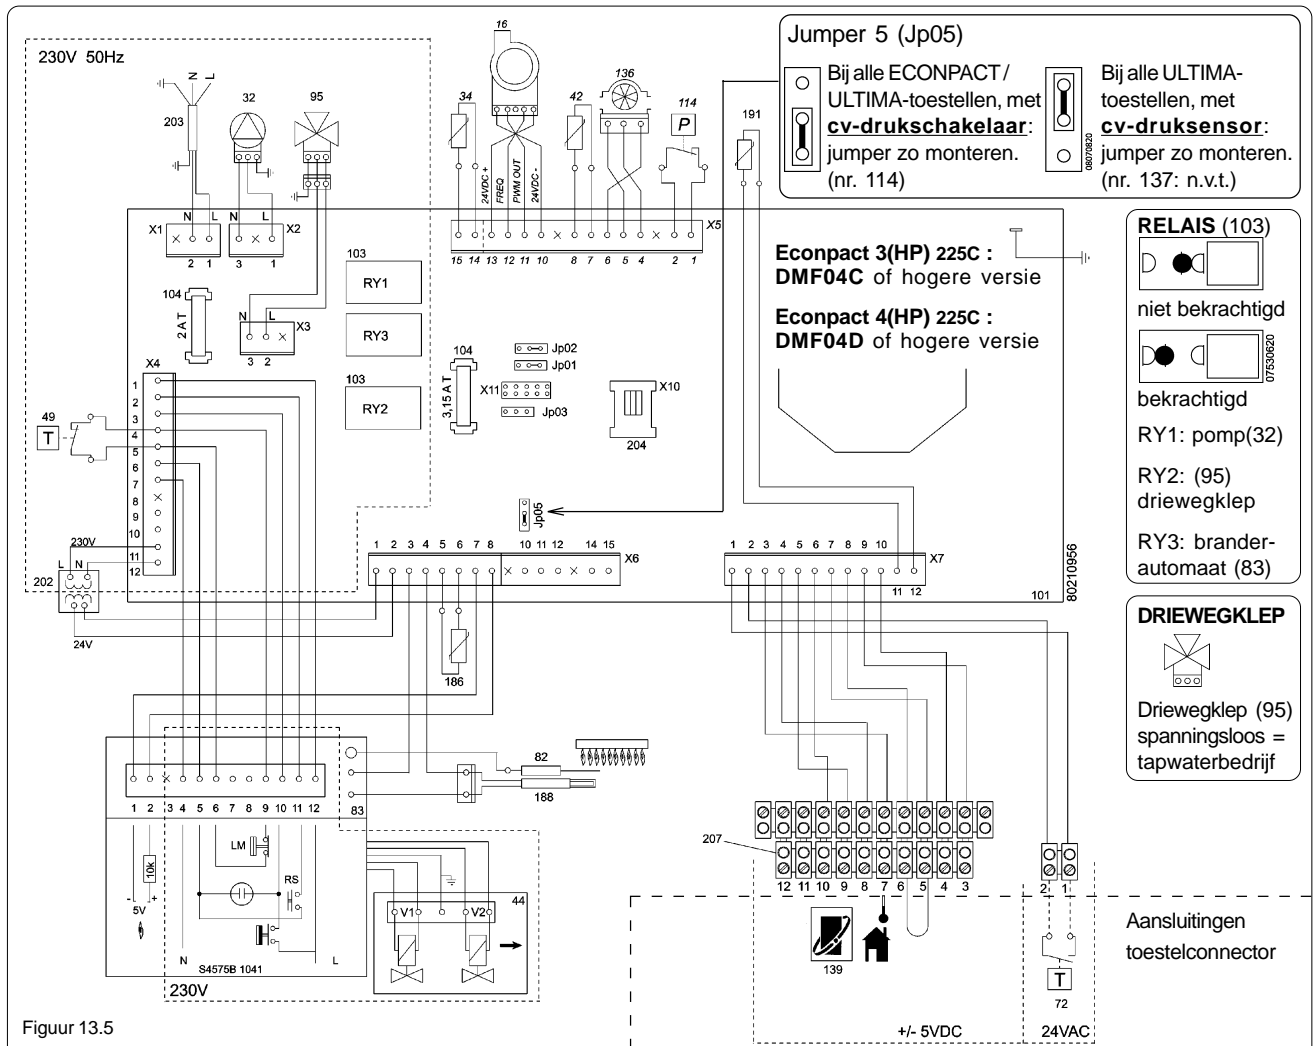 230V 50Hz
N
L
203
32
95
N L
X1
2 1
N L
X2
3 1
104
2 A T
N L
X3
3 2
103
RY1
RY3
103
RY2
16
34
24VDC +
FREQ
PWM OUT
24VDC -
42
136
114
P
191
X5
15 14 13 12 11 10 8 7 6 5 4 2 1
Jumper 5 (Jp05)
Bij alle ECONPACT /
ULTIMA-toestellen, met
cv-drukschakelaar:
jumper zo monteren.
(nr. 114)
Bij alle ULTIMA-
toestellen, met
cv-druksensor:
jumper zo monteren.
(nr. 137: n.v.t.)
08070820
Econpact 3(HP) 225C :
DMF04C of hogere versie
Econpact 4(HP) 225C :
DMF04D of hogere versie
RELAIS (103)
niet bekrachtigd
07530620
bekrachtigd
RY1: pomp(32)
RY2: (95)
driewegklep
RY3: brander-
automaat (83)
DRIEWEGKLEP
Driewegklep (95)
spanningsloos =
tapwaterbedrijf
104
3,15 A T
Jp02
Jp01
X11
Jp03
X10
204
Jp05
X4
1
2
3
4
5
6
7
8
9
10
11
12
49
T
230V
L N
202
24V
1 2 3 4 5 6 7 8 10 11 12 14 15
X6
186
1 2 3 4 5 6 7 8 9 10
11 12
X7
101
80210956
82
188
83
1 2 3 4 5 6 7 8 9 10 11 12
LM
RS
10k
- +
5V
N
L
S4575B 1041
230V
44
V1 V2
207
12 11 10 9 8 7 6 5 4 3
2 1
139
T
72
+/- 5VDC
24VAC
Aansluitingen
toestelconnector
Figuur 13.5